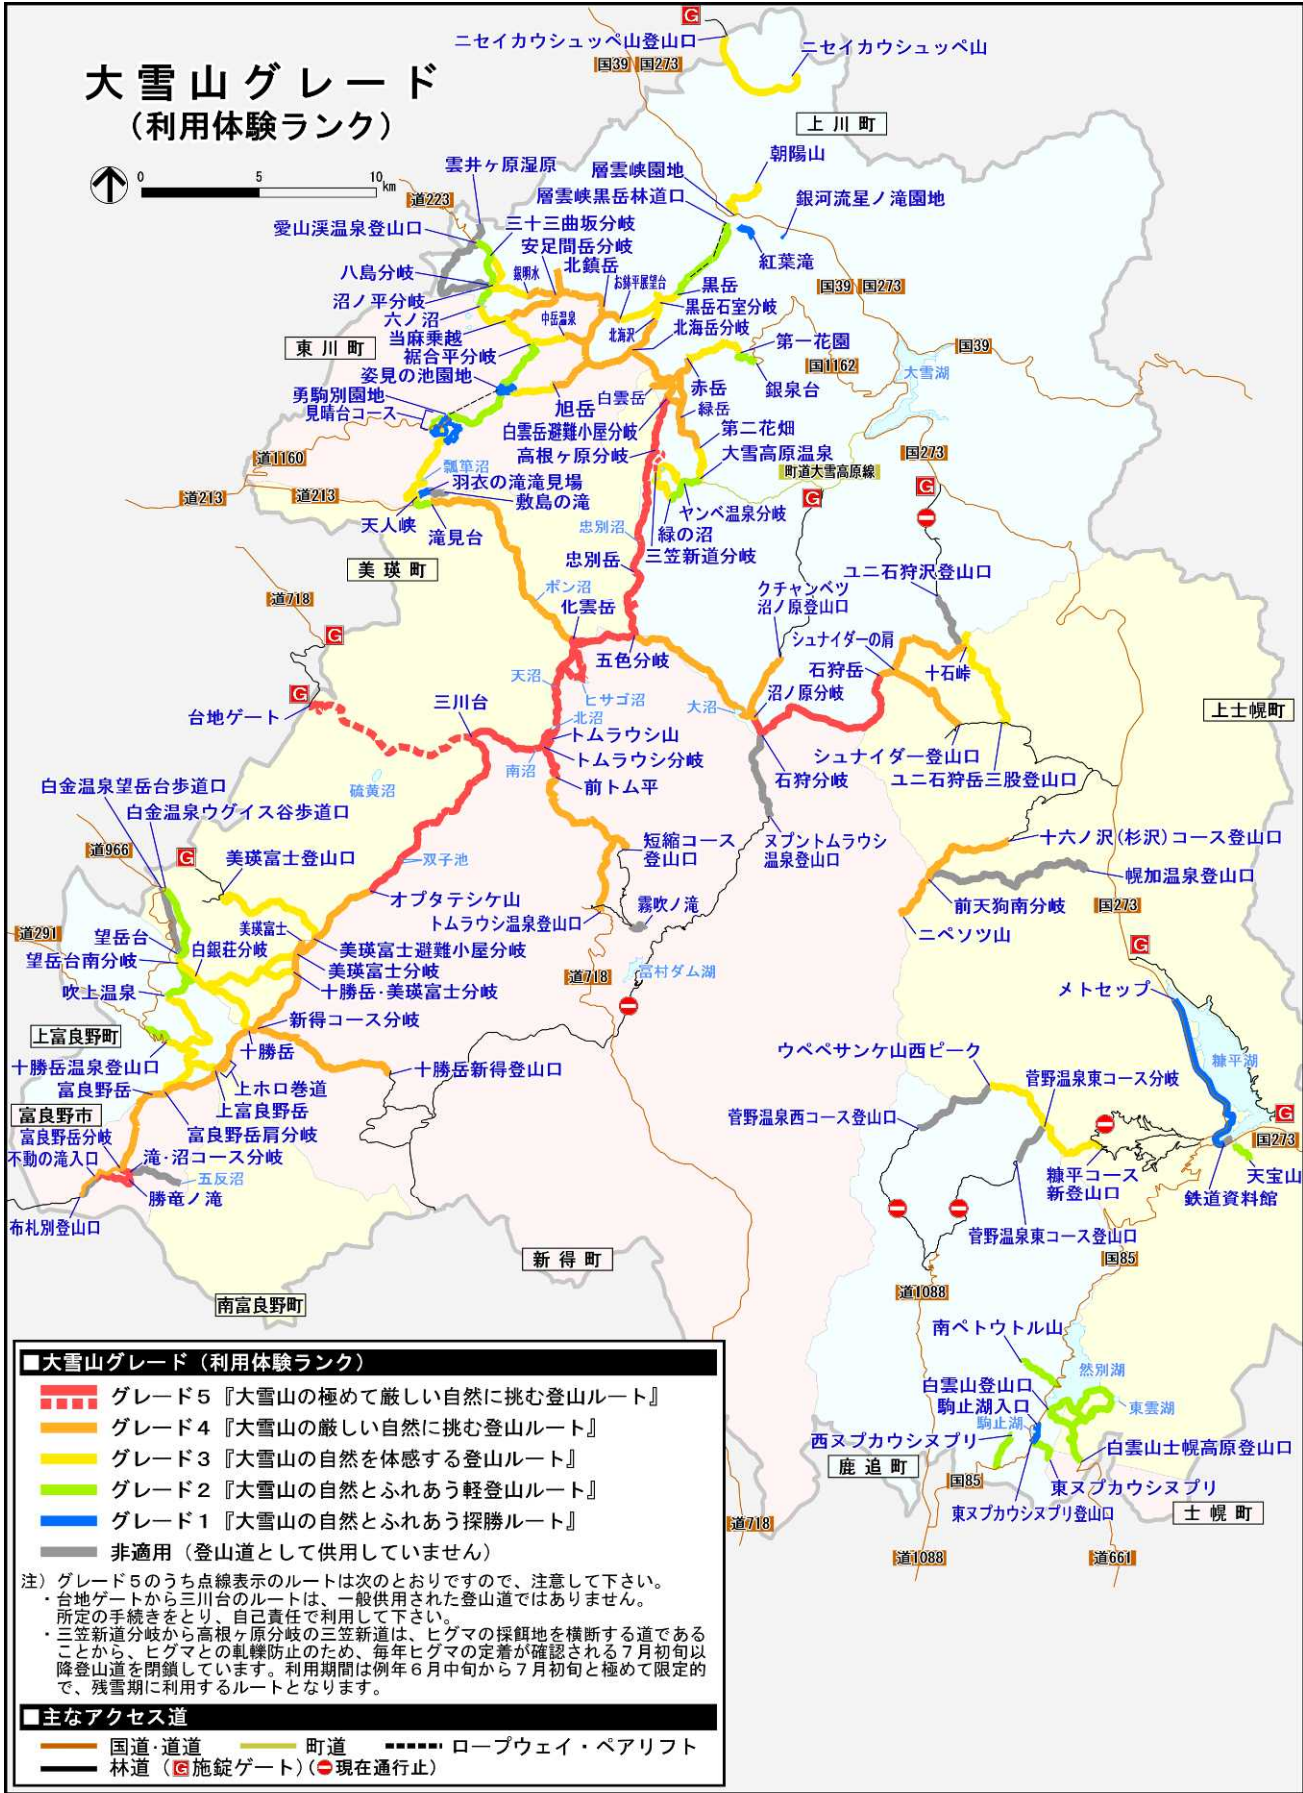 大雪山グレード
(利用体験ランク)
0 5 10 km
G
ニセイカウシュッペ山登山口
ニセイカウシュッペ山
国39 国273
上川町
朝陽山
層雲峡園地
層雲峡黒岳林道口
銀河流星ノ滝園地
紅葉滝
雲井ヶ原湿原
道223
愛山渓温泉登山口
三十三曲坂分岐
安足間岳分岐
八島分岐
銀明水
北鎮岳
お鉢平展望台
黒岳
国39 国273
沼ノ平分岐
黒岳石室分岐
六ノ沼
中岳温泉
北海沢
北海岳分岐
当麻乗越
東川町
裾合平分岐
第一花園
国39
姿見の池園地
国1162
大雪湖
勇駒別園地
旭岳
白雲岳
赤岳
銀泉台
見晴台コース
緑岳
白雲岳避難小屋分岐
第二花畑
高根ヶ原分岐
大雪高原温泉
国273
道1160
瓢箪沼
町道大雪高原線
羽衣の滝滝見場
道213
道213
敷島の滝
G
G
天人峡
滝見台
ヤンベ温泉分岐
忠別沼
緑の沼
三笠新道分岐
美瑛町
忠別岳
クチャンベツ
沼ノ原登山口
ユニ石狩沢登山口
ポン沼
道718
化雲岳
シュナイダーの肩
G
五色分岐
石狩岳
十石峠
天沼
ヒサゴ沼
沼ノ原分岐
G
台地ゲート
三川台
大沼
上士幌町
北沼
トムラウシ山
シュナイダー登山口
トムラウシ分岐
南沼
石狩分岐
ユニ石狩岳三股登山口
前トム平
白金温泉望岳台歩道口
硫黄沼
白金温泉ウグイス谷歩道口
道966
G
美瑛富士登山口
短縮コース
登山口
ヌプントムラウシ
温泉登山口
十六ノ沢(杉沢)コース登山口
双子池
幌加温泉登山口
オプタテシケ山
霧吹ノ滝
前天狗南分岐
国273
トムラウシ温泉登山口
道291
望岳台
白銀荘分岐
美瑛富士
美瑛富士避難小屋分岐
ニペソツ山
G
望岳台南分岐
美瑛富士分岐
富村ダム湖
道718
十勝岳・美瑛富士分岐
吹上温泉
メトセップ
新得コース分岐
上富良野町
十勝岳
ウペペサンケ山西ピーク
糠平湖
十勝岳温泉登山口
十勝岳新得登山口
菅野温泉東コース分岐
富良野岳
上ホロ巻道
上富良野岳
富良野市
菅野温泉西コース登山口
G
富良野岳分岐
富良野岳肩分岐
国273
不動の滝入口
滝・沼コース分岐
五反沼
糠平コース
新登山口
天宝山
勝竜ノ滝
鉄道資料館
布札別登山口
菅野温泉東コース登山口
新得町
国85
道1088
南富良野町
南ペトウトル山
然別湖
白雲山登山口
駒止湖入口
東雲湖
駒止湖
西ヌプカウシヌプリ
白雲山士幌高原登山口
鹿追町
国85
東ヌプカウシヌプリ
東ヌプカウシヌプリ登山口
士幌町
道718
道1088
道661
■大雪山グレード(利用体験ランク)
グレード5『大雪山の極めて厳しい自然に挑む登山ルート』
グレード4『大雪山の厳しい自然に挑む登山ルート』
グレード3『大雪山の自然を体感する登山ルート』
グレード2『大雪山の自然とふれあう軽登山ルート』
グレード1『大雪山の自然とふれあう探勝ルート』
非適用(登山道として供用していません)
注)グレード5のうち点線表示のルートは次のとおりですので、注意して下さい。
・台地ゲートから三川台のルートは、一般供用された登山道ではありません。
所定の手続きをとり、自己責任で利用して下さい。
・三笠新道分岐から高根ヶ原分岐の三笠新道は、ヒグマの採餌地を横断する道である
ことから、ヒグマとの軋轢防止のため、毎年ヒグマの定着が確認される7月初旬以
降登山道を閉鎖しています。利用期間は例年6月中旬から7月初旬と極めて限定的
で、残雪期に利用するルートとなります。
■主なアクセス道
国道・道道 町道 ロープウェイ・ペアリフト
林道(G施錠ゲート)(現在通行止)